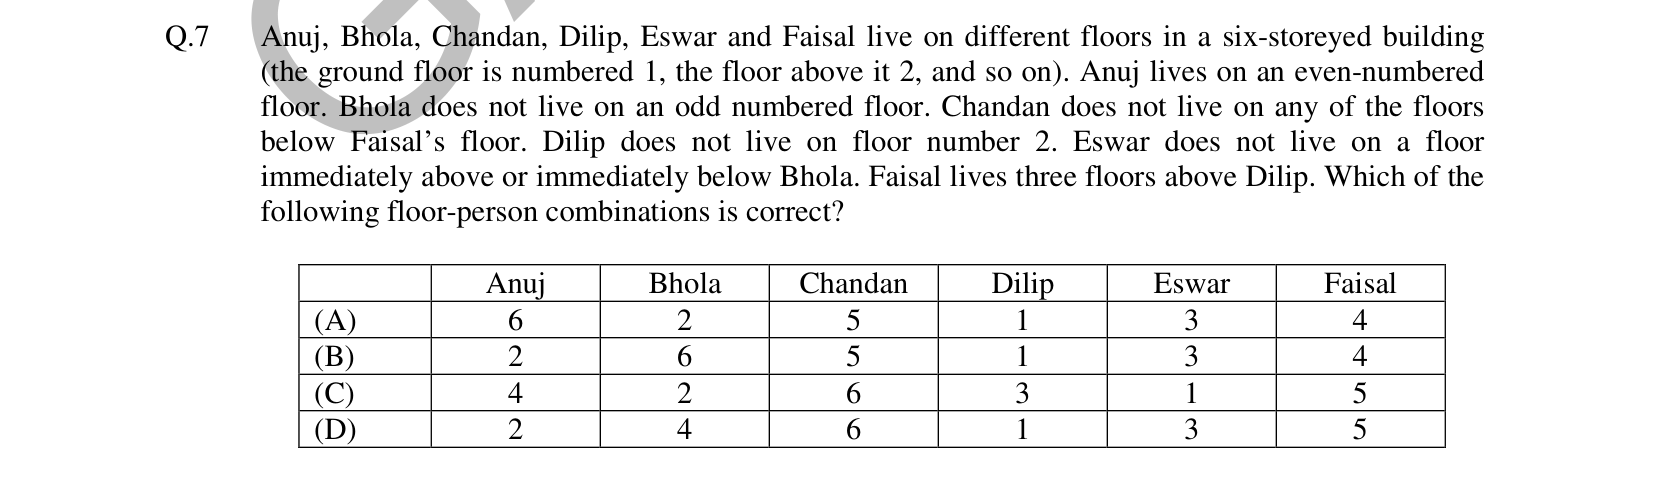 Q.7 Anuj, Bhola, Chandan, Dilip, Eswar and Faisal live on different floors in a six-storeyed building
(the ground floor is numbered 1, the floor above it 2, and so on). Anuj lives on an even-numbered
floor. Bhola does not live on an odd numbered floor. Chandan does not live on any of the floors
below Faisal's floor. Dilip does not live on floor number 2. Eswar does not live on a floor
immediately above or immediately below Bhola. Faisal lives three floors above Dilip. Which of the
following floor-person combinations is correct?
Anuj Bhola Chandan Dilip Eswar Faisal
(A) 6 2 5 1 3 4
(B) 2 6 5 1 3 4
(C) 4 2 6 3 1 5
(D) 2 4 6 1 3 5